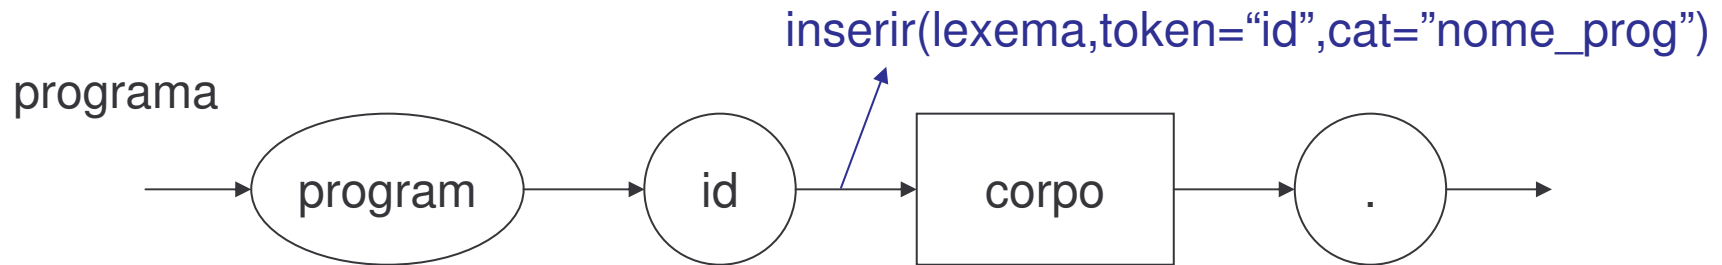 inserir(lexema,token=“id”,cat=”nome_prog”)
programa
program id corpo .